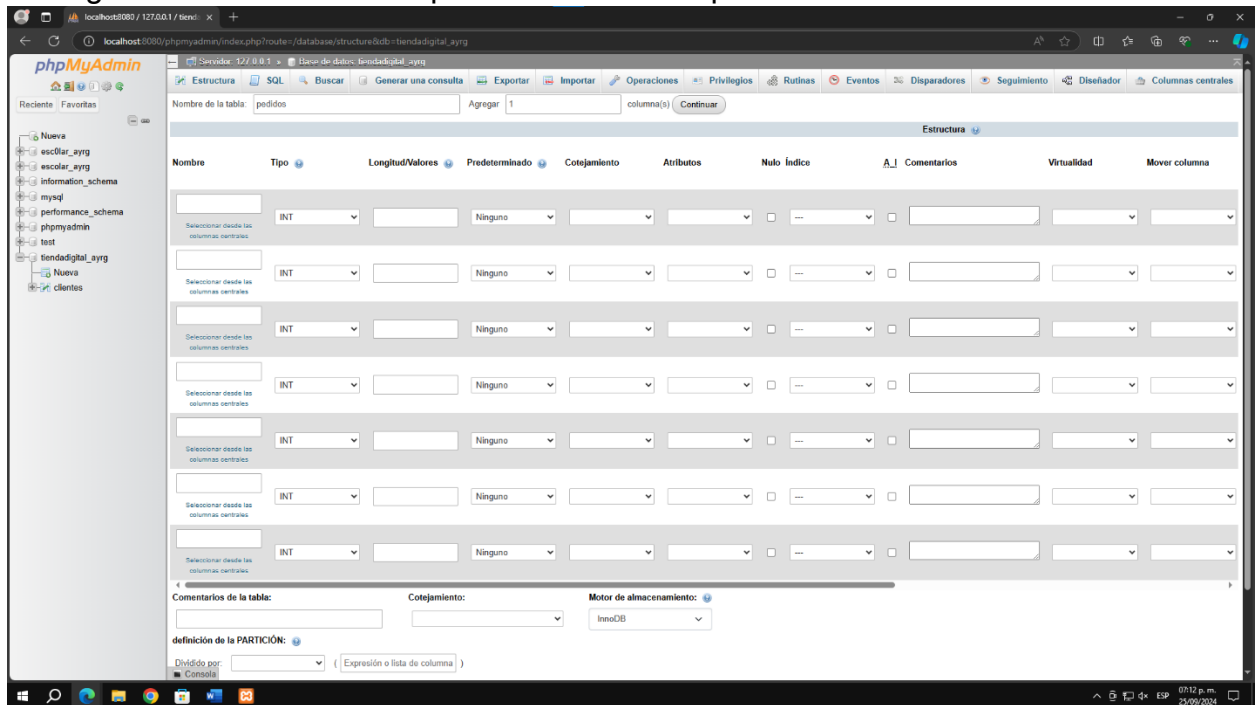 localhost:8080 / 127.0.0.1 / tienda
localhost:8080/phpmyadmin/index.php?route=/database/structure&db=tiendadigital_ayrg
phpMyAdmin
Servidor: 127.0.0.1 » Base de datos: tiendadigital_ayrg
Estructura SQL Buscar Generar una consulta Exportar Importar Operaciones Privilegios Rutinas Eventos Disparadores Seguimiento Diseñador Columnas centrales
Reciente Favoritas
Nueva
esc0lar_ayrg
escolar_ayrg
information_schema
mysql
performance_schema
phpmyadmin
test
tiendadigital_ayrg
Nueva
clientes
Nombre de la tabla: pedidos Agregar 1 columna(s) Continuar
Estructura
Nombre Tipo Longitud/Valores Predeterminado Cotejamiento Atributos Nulo Índice A_I Comentarios Virtualidad Mover columna
INT Ninguno ---
Seleccionar desde las
columnas centrales
INT Ninguno ---
Seleccionar desde las
columnas centrales
INT Ninguno ---
Seleccionar desde las
columnas centrales
INT Ninguno ---
Seleccionar desde las
columnas centrales
INT Ninguno ---
Seleccionar desde las
columnas centrales
INT Ninguno ---
Seleccionar desde las
columnas centrales
INT Ninguno ---
Seleccionar desde las
columnas centrales
Comentarios de la tabla: Cotejamiento: Motor de almacenamiento:
InnoDB
definición de la PARTICIÓN:
Dividido por: ( Expresión o lista de columna )
Consola
ESP
07:12 p. m.
25/09/2024